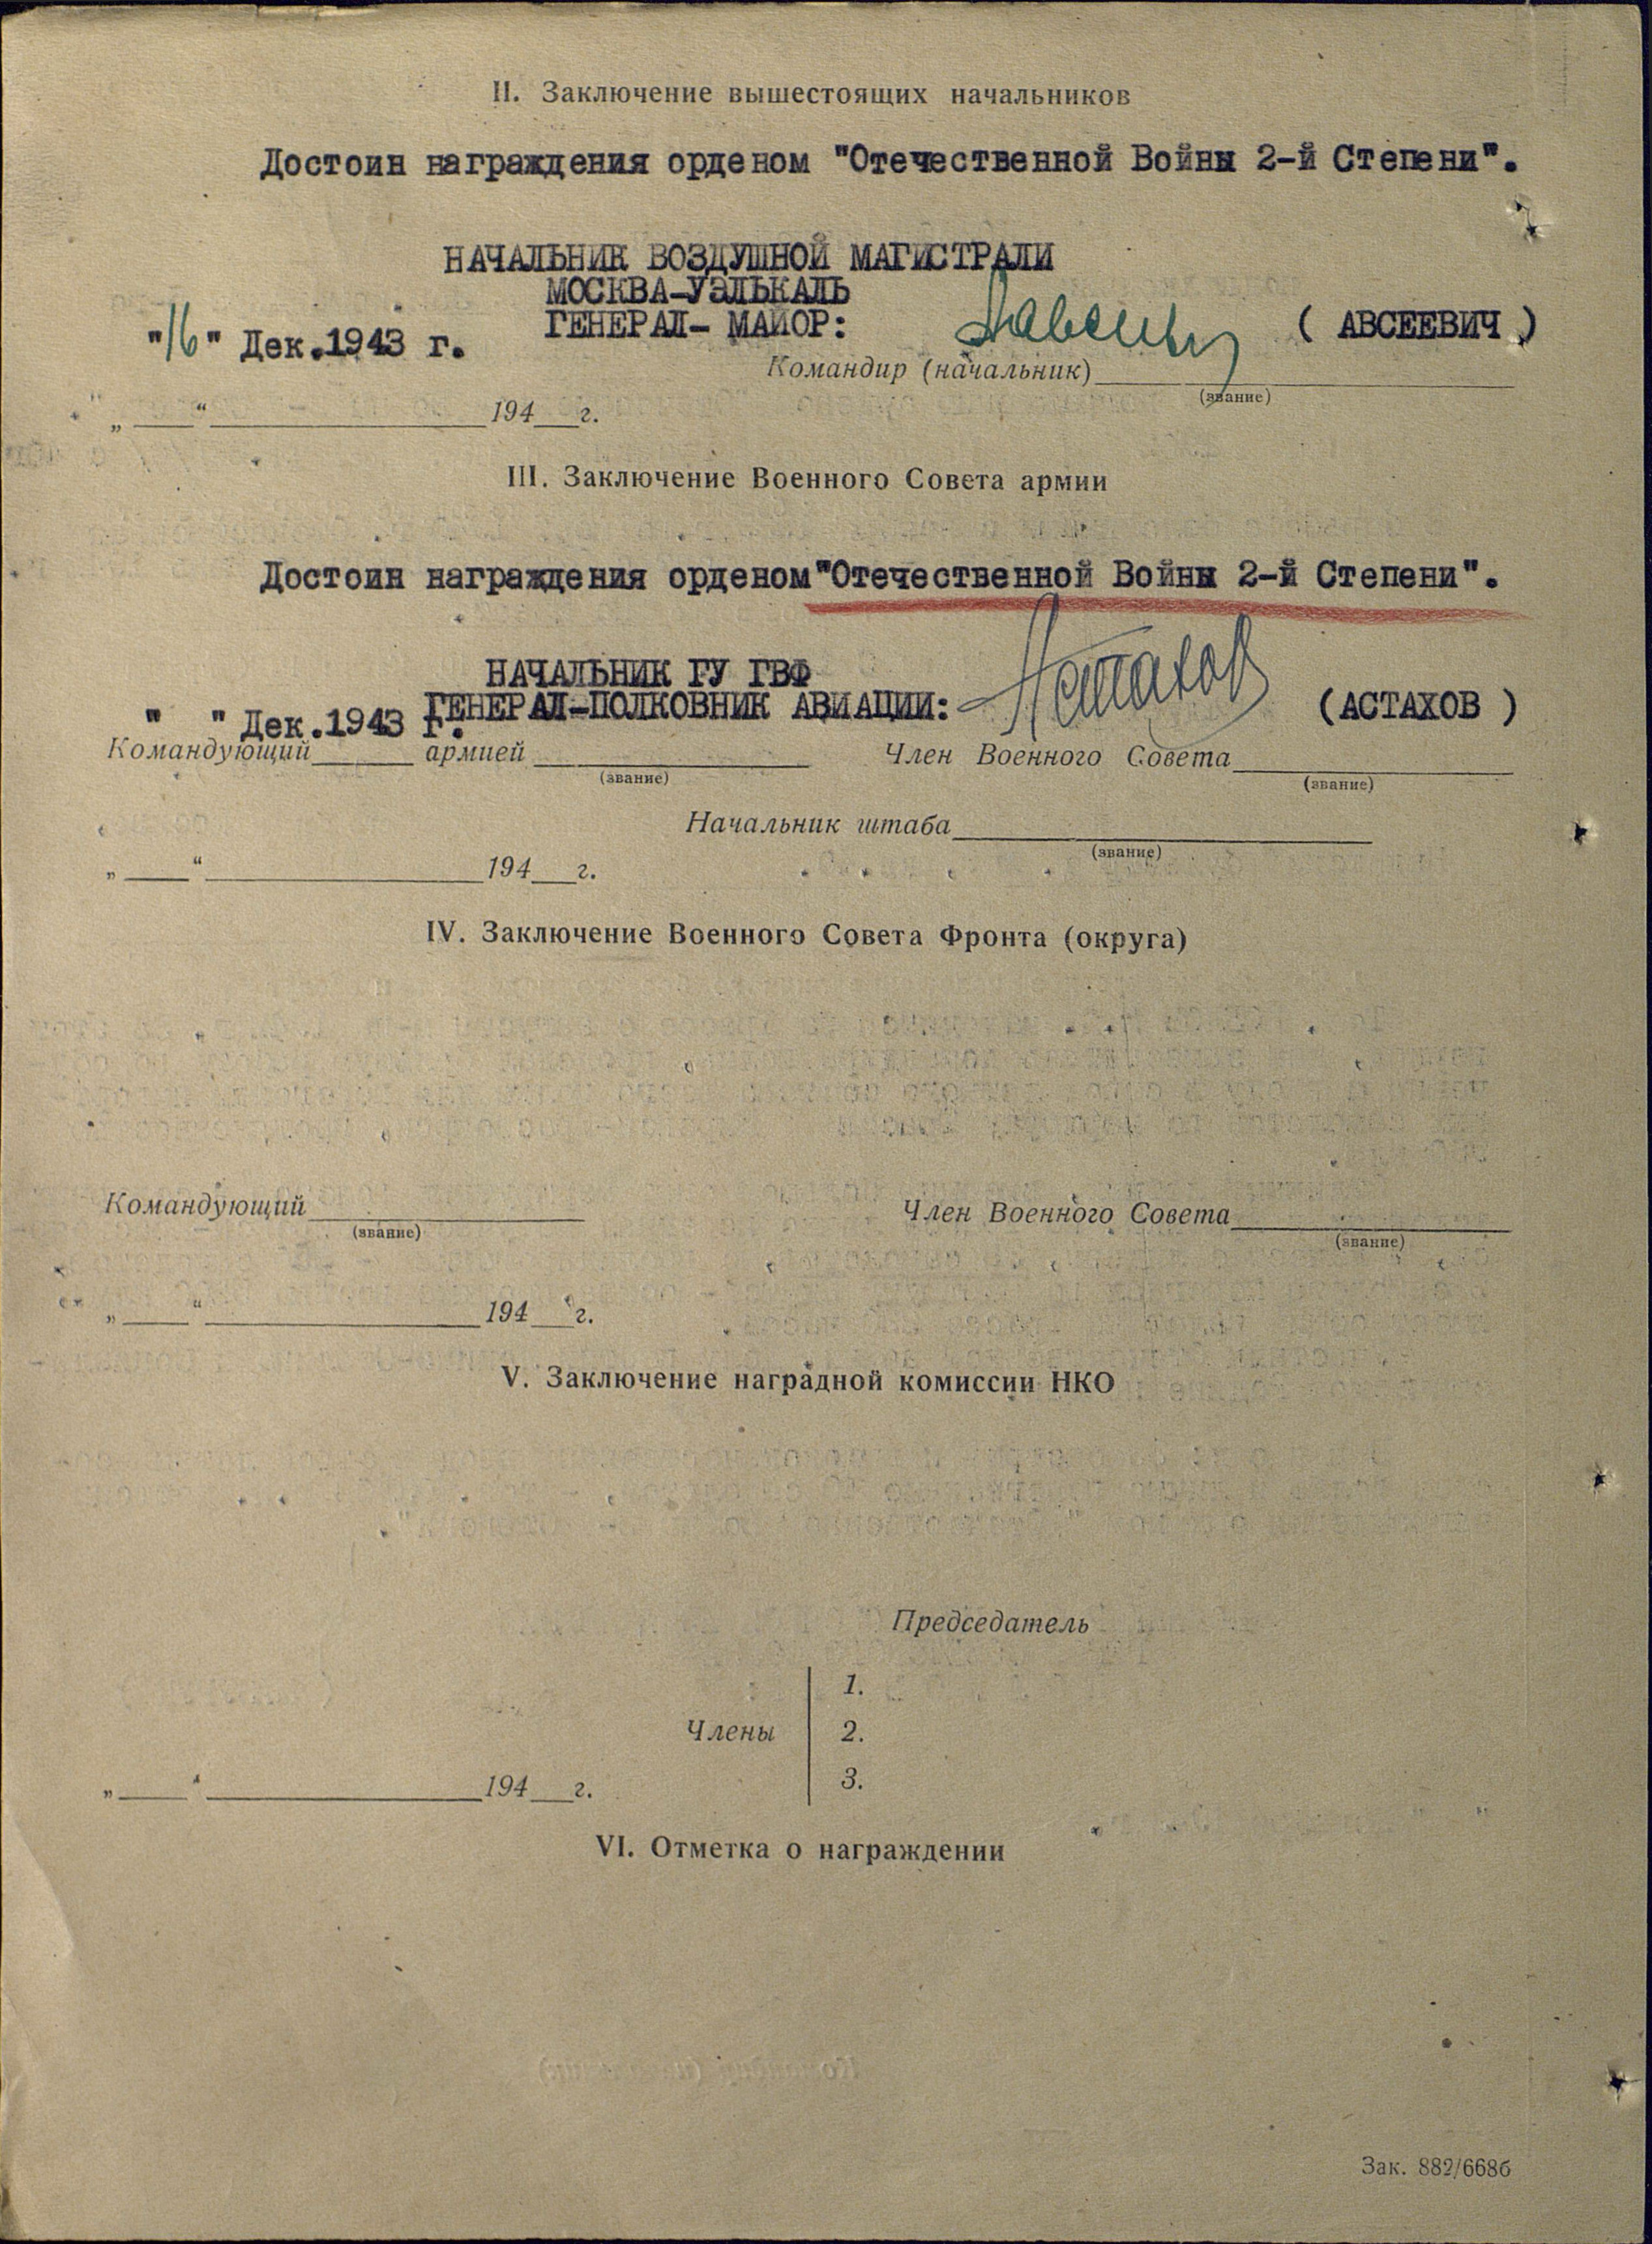 II. Заключение вышестоящих начальников
Достоин награждения орденом "Отечественной Войны 2-й Степени".
НАЧАЛЬНИК ВОЗДУШНОЙ МАГИСТРАЛИ
МОСКВА-УЭЛЬКАЛЬ
ГЕНЕРАЛ- МАЙОР: ( АВСЕЕВИЧ )
"16" Дек.1943 г.
Командир (начальник)
(звание)
„ “ 194 г.
III. Заключение Военного Совета армии
Достоин награждения орденом "Отечественной Войны 2-й Степени".
НАЧАЛЬНИК ГУ ГВФ
ГЕНЕРАЛ-ПОЛКОВНИК АВИАЦИИ: Астахов (АСТАХОВ )
" " Дек.1943 г.
Командующий армией Член Военного Совета
(звание) (звание)
Начальник штаба
(звание)
„ “ 194 г.
IV. Заключение Военного Совета Фронта (округа)
Командующий Член Военного Совета
(звание) (звание)
„ “ 194 г.
V. Заключение наградной комиссии НКО
Председатель
1.
Члены 2.
3.
„ “ 194 г.
VI. Отметка о награждении
Зак. 882/668б